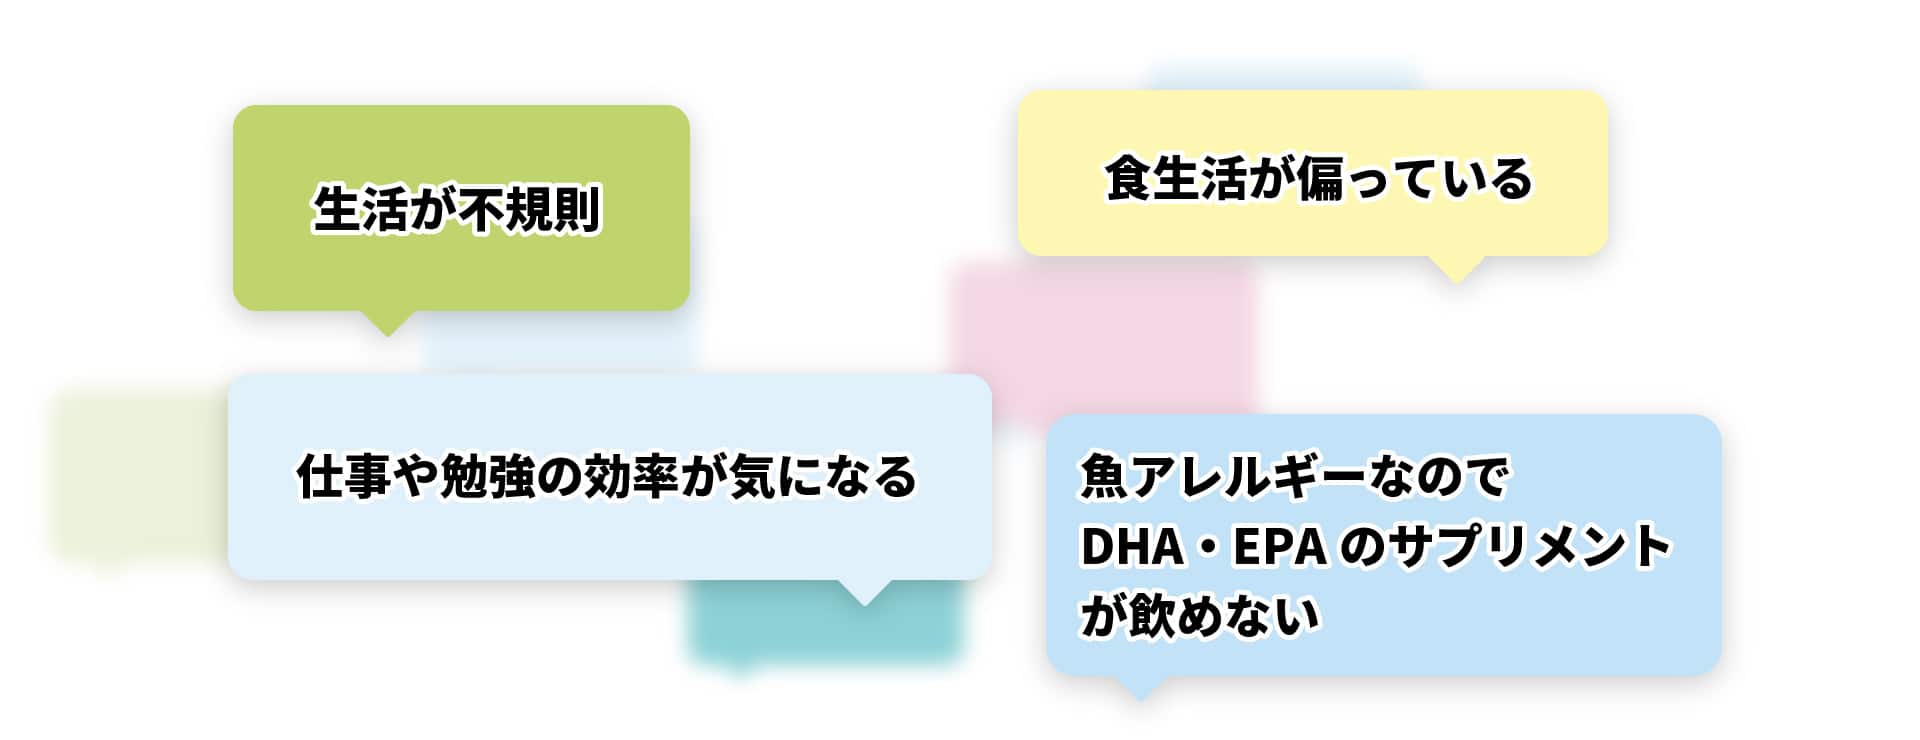 生活が不規則
食生活が偏っている
仕事や勉強の効率が気になる
魚アレルギーなので
DHA・EPA のサプリメント
が飲めない